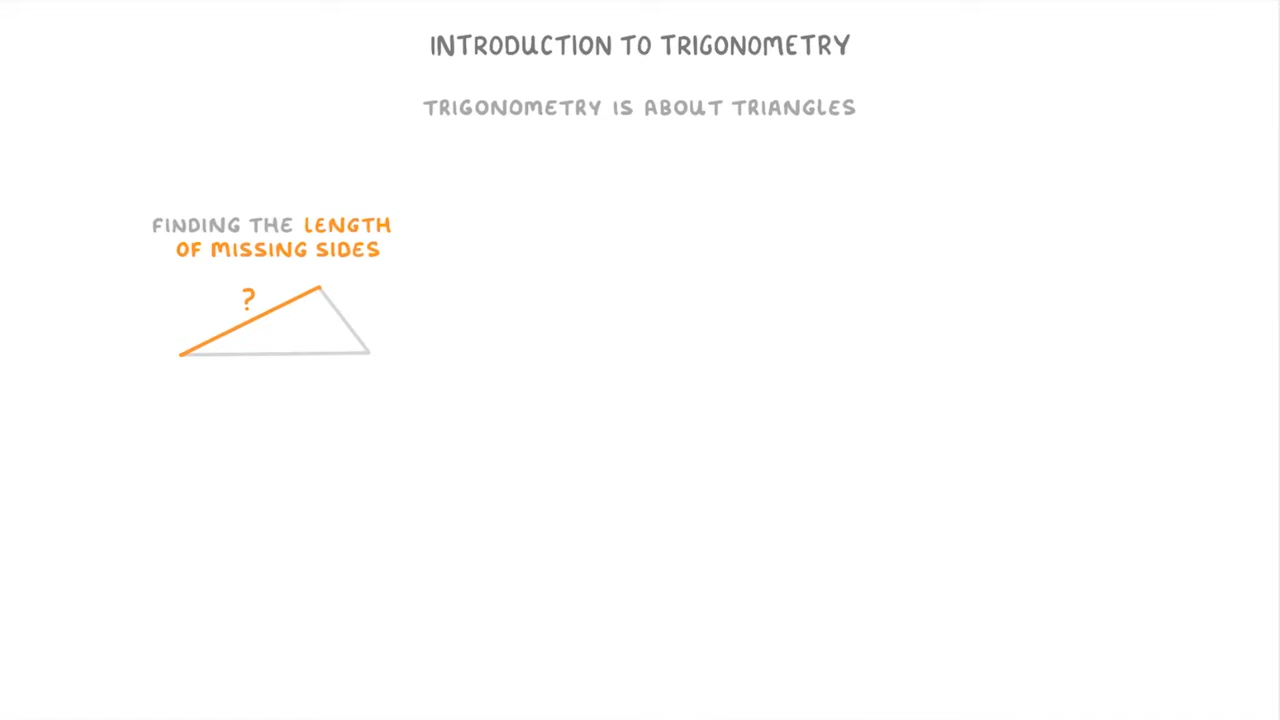 INTRODUCTION TO TRIGONOMETRY
TRIGONOMETRY IS ABOUT TRIANGLES
FINDING THE LENGTH
OF MISSING SIDES
?